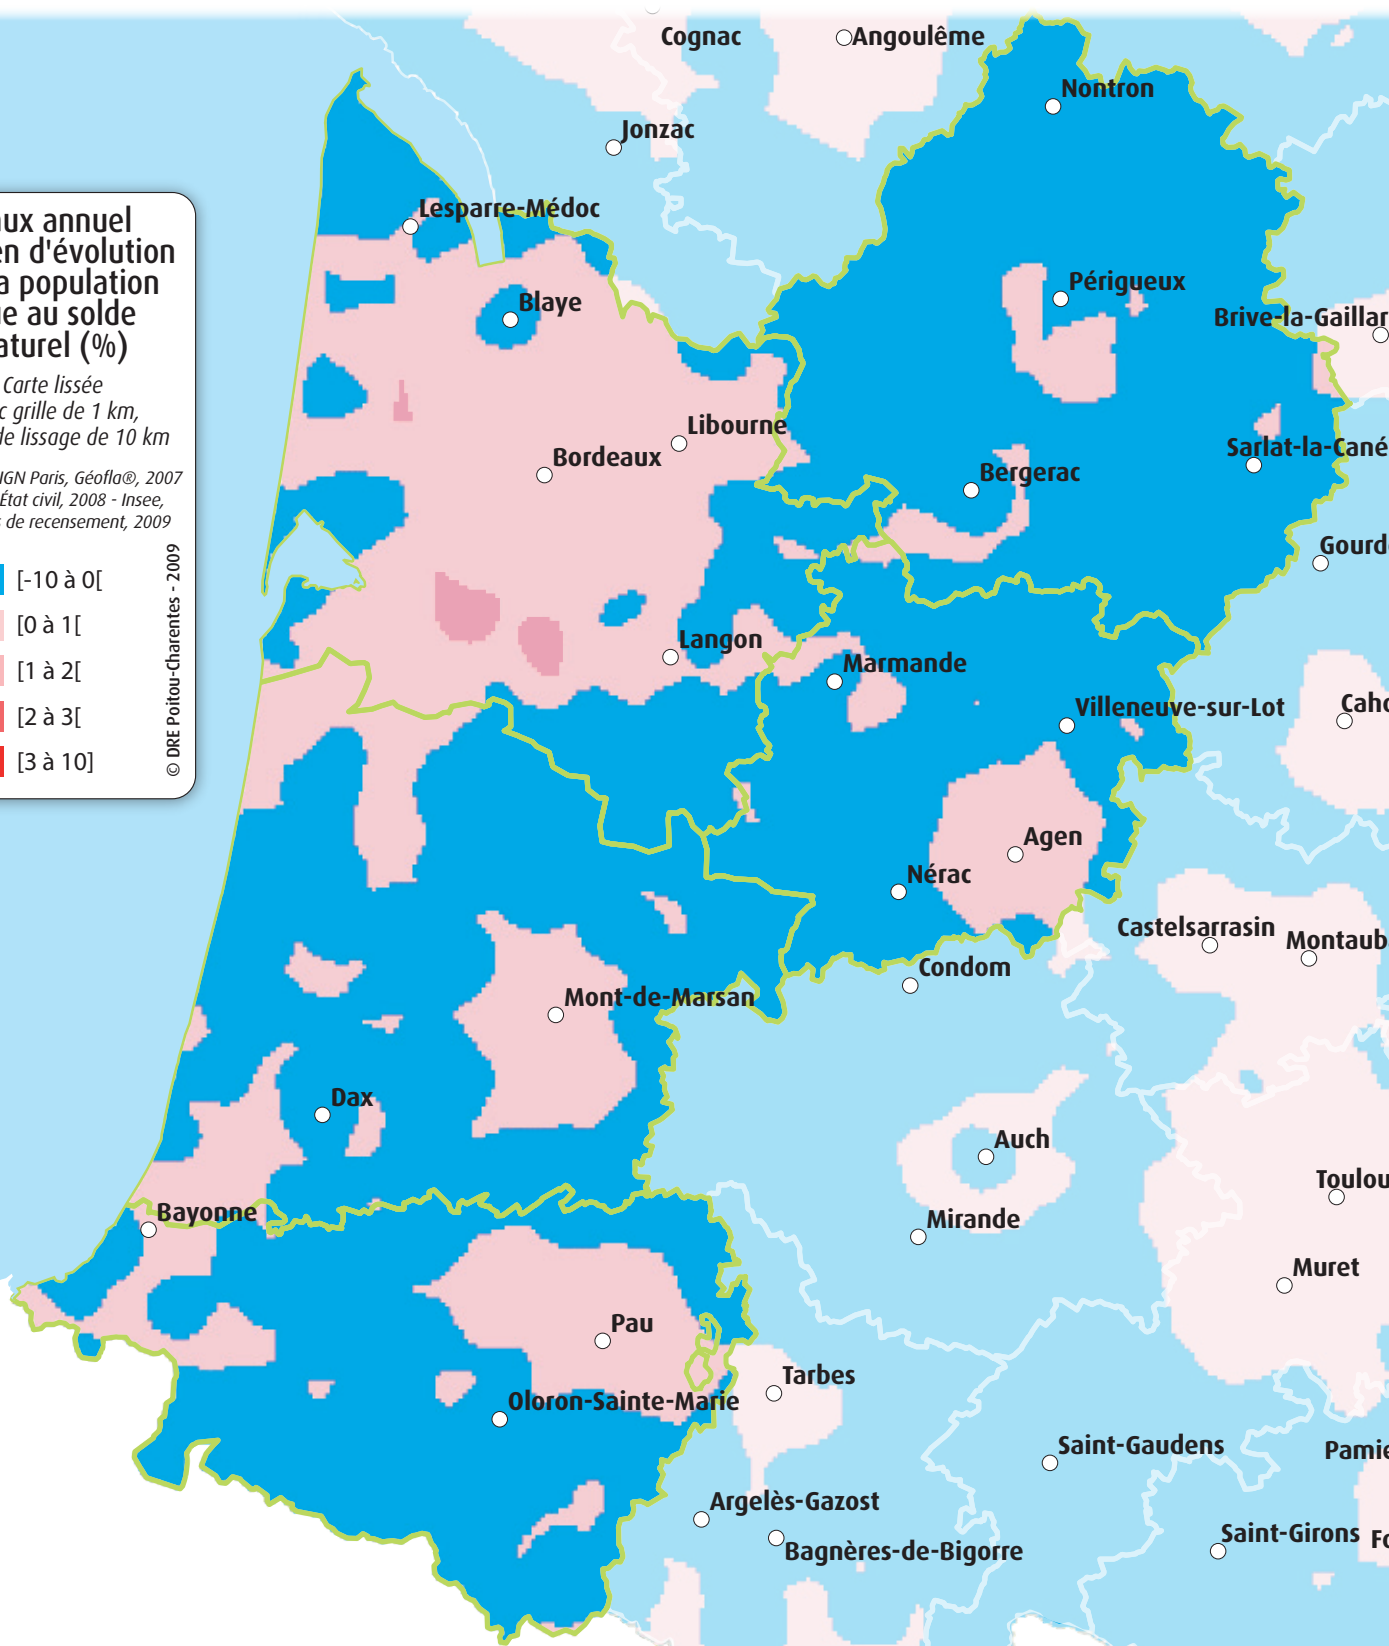 Cognac
Angoulême
Nontron
Jonzac
Lesparre-Médoc
Périgueux
Blaye
Brive-la-Gaillar
Libourne
Bordeaux
Sarlat-la-Cané
Bergerac
Gourd
Langon
Marmande
Villeneuve-sur-Lot
Caho
Agen
Nérac
Castelsarrasin
Montaub
Condom
Mont-de-Marsan
Dax
Auch
Toulou
Bayonne
Mirande
Muret
Pau
Tarbes
Oloron-Sainte-Marie
Saint-Gaudens
Pamie
Argelès-Gazost
Saint-Girons
Fo
Bagnères-de-Bigorre
aux annuel
en d'évolution
a population
ue au solde
aturel (%)
Carte lissée
c grille de 1 km,
de lissage de 10 km
IGN Paris, Géofla®, 2007
État civil, 2008 - Insee,
s de recensement, 2009
[-10 à 0[
[0 à 1[
[1 à 2[
[2 à 3[
[3 à 10]
© DRE Poitou-Charentes - 2009